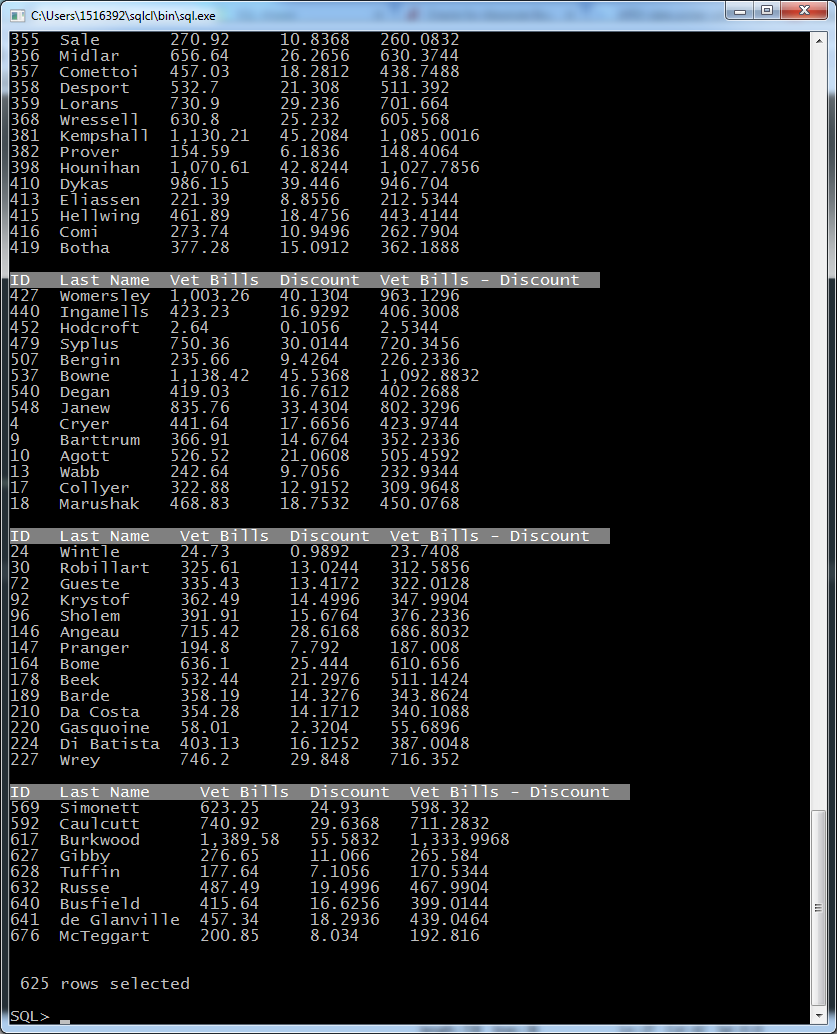 C:\Users\1516392\sqlcl\bin\sql.exe
355 Sale 270.92 10.8368 260.0832
356 Midlar 656.64 26.2656 630.3744
357 Comettoi 457.03 18.2812 438.7488
358 Desport 532.7 21.308 511.392
359 Lorans 730.9 29.236 701.664
368 Wressell 630.8 25.232 605.568
381 Kempshall 1,130.21 45.2084 1,085.0016
382 Prover 154.59 6.1836 148.4064
398 Hounihan 1,070.61 42.8244 1,027.7856
410 Dykas 986.15 39.446 946.704
413 Eliassen 221.39 8.8556 212.5344
415 Hellwing 461.89 18.4756 443.4144
416 Comi 273.74 10.9496 262.7904
419 Botha 377.28 15.0912 362.1888
ID Last Name Vet Bills Discount Vet Bills - Discount
427 Womersley 1,003.26 40.1304 963.1296
440 Ingamells 423.23 16.9292 406.3008
452 Hodcroft 2.64 0.1056 2.5344
479 Syplus 750.36 30.0144 720.3456
507 Bergin 235.66 9.4264 226.2336
537 Bowne 1,138.42 45.5368 1,092.8832
540 Degan 419.03 16.7612 402.2688
548 Janew 835.76 33.4304 802.3296
4 Cryer 441.64 17.6656 423.9744
9 Barttrum 366.91 14.6764 352.2336
10 Agott 526.52 21.0608 505.4592
13 Wabb 242.64 9.7056 232.9344
17 Collyer 322.88 12.9152 309.9648
18 Marushak 468.83 18.7532 450.0768
ID Last Name Vet Bills Discount Vet Bills - Discount
24 Wintle 24.73 0.9892 23.7408
30 Robillart 325.61 13.0244 312.5856
72 Gueste 335.43 13.4172 322.0128
92 Krystof 362.49 14.4996 347.9904
96 Sholem 391.91 15.6764 376.2336
146 Angeau 715.42 28.6168 686.8032
147 Pranger 194.8 7.792 187.008
164 Bome 636.1 25.444 610.656
178 Beek 532.44 21.2976 511.1424
189 Barde 358.19 14.3276 343.8624
210 Da Costa 354.28 14.1712 340.1088
220 Gasquoine 58.01 2.3204 55.6896
224 Di Batista 403.13 16.1252 387.0048
227 Wrey 746.2 29.848 716.352
ID Last Name Vet Bills Discount Vet Bills - Discount
569 Simonett 623.25 24.93 598.32
592 Caulcutt 740.92 29.6368 711.2832
617 Burkwood 1,389.58 55.5832 1,333.9968
627 Gibby 276.65 11.066 265.584
628 Tuffin 177.64 7.1056 170.5344
632 Russe 487.49 19.4996 467.9904
640 Busfield 415.64 16.6256 399.0144
641 de Glanville 457.34 18.2936 439.0464
676 McTeggart 200.85 8.034 192.816
625 rows selected
SQL> _